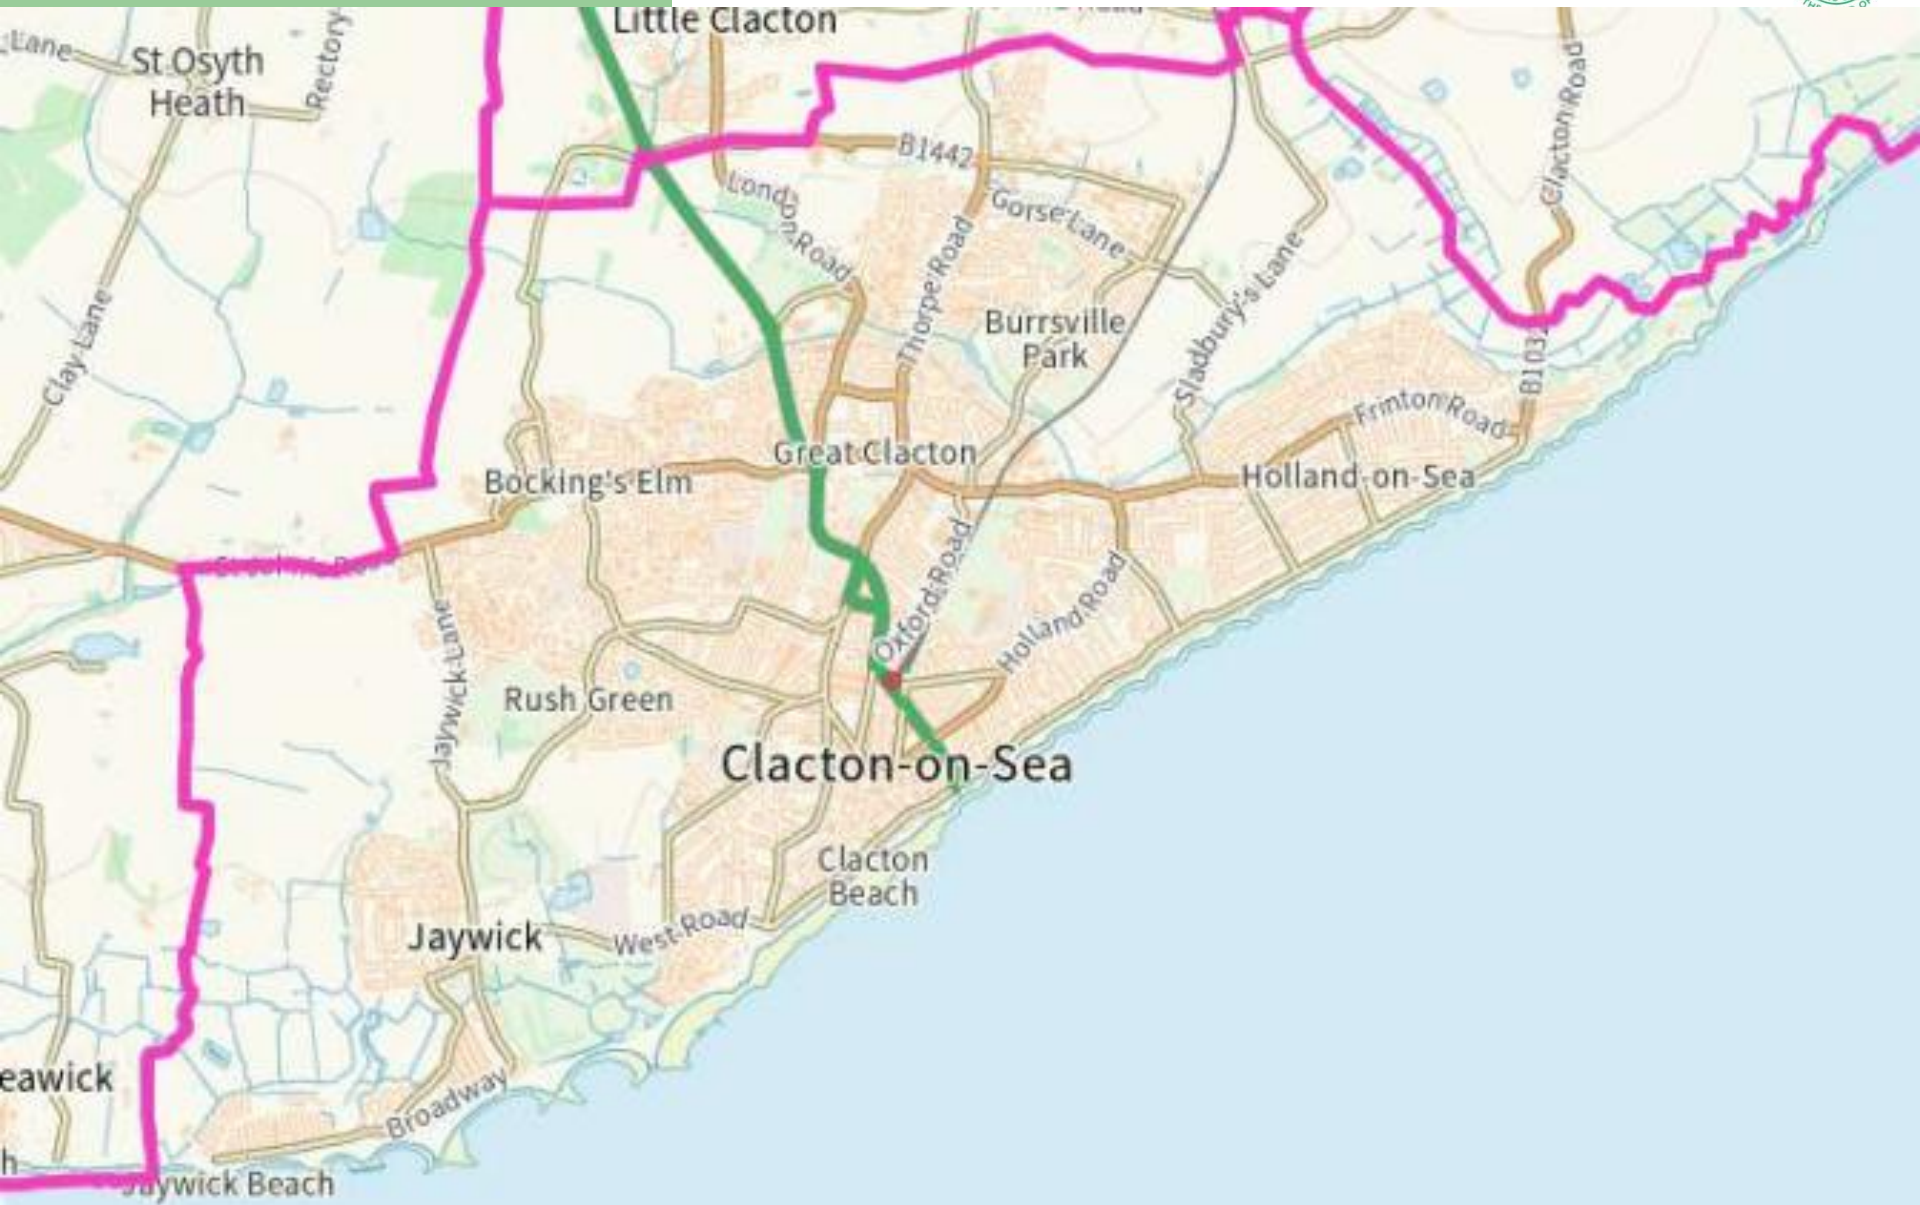 Little Clacton
Lane
St Osyth
Heath
Rectory
Clacton Road
B1442
London Road
Gorse Lane
Thorpe Road
Sladbury's Lane
Clay Lane
Burrsville
Park
B1032
Frinton Road
Great Clacton
Bocking's Elm
Holland-on-Sea
Oxford Road
Holland Road
Jaywick Lane
Rush Green
Clacton-on-Sea
Clacton
Beach
West Road
Jaywick
eawick
Broadway
h
Jaywick Beach